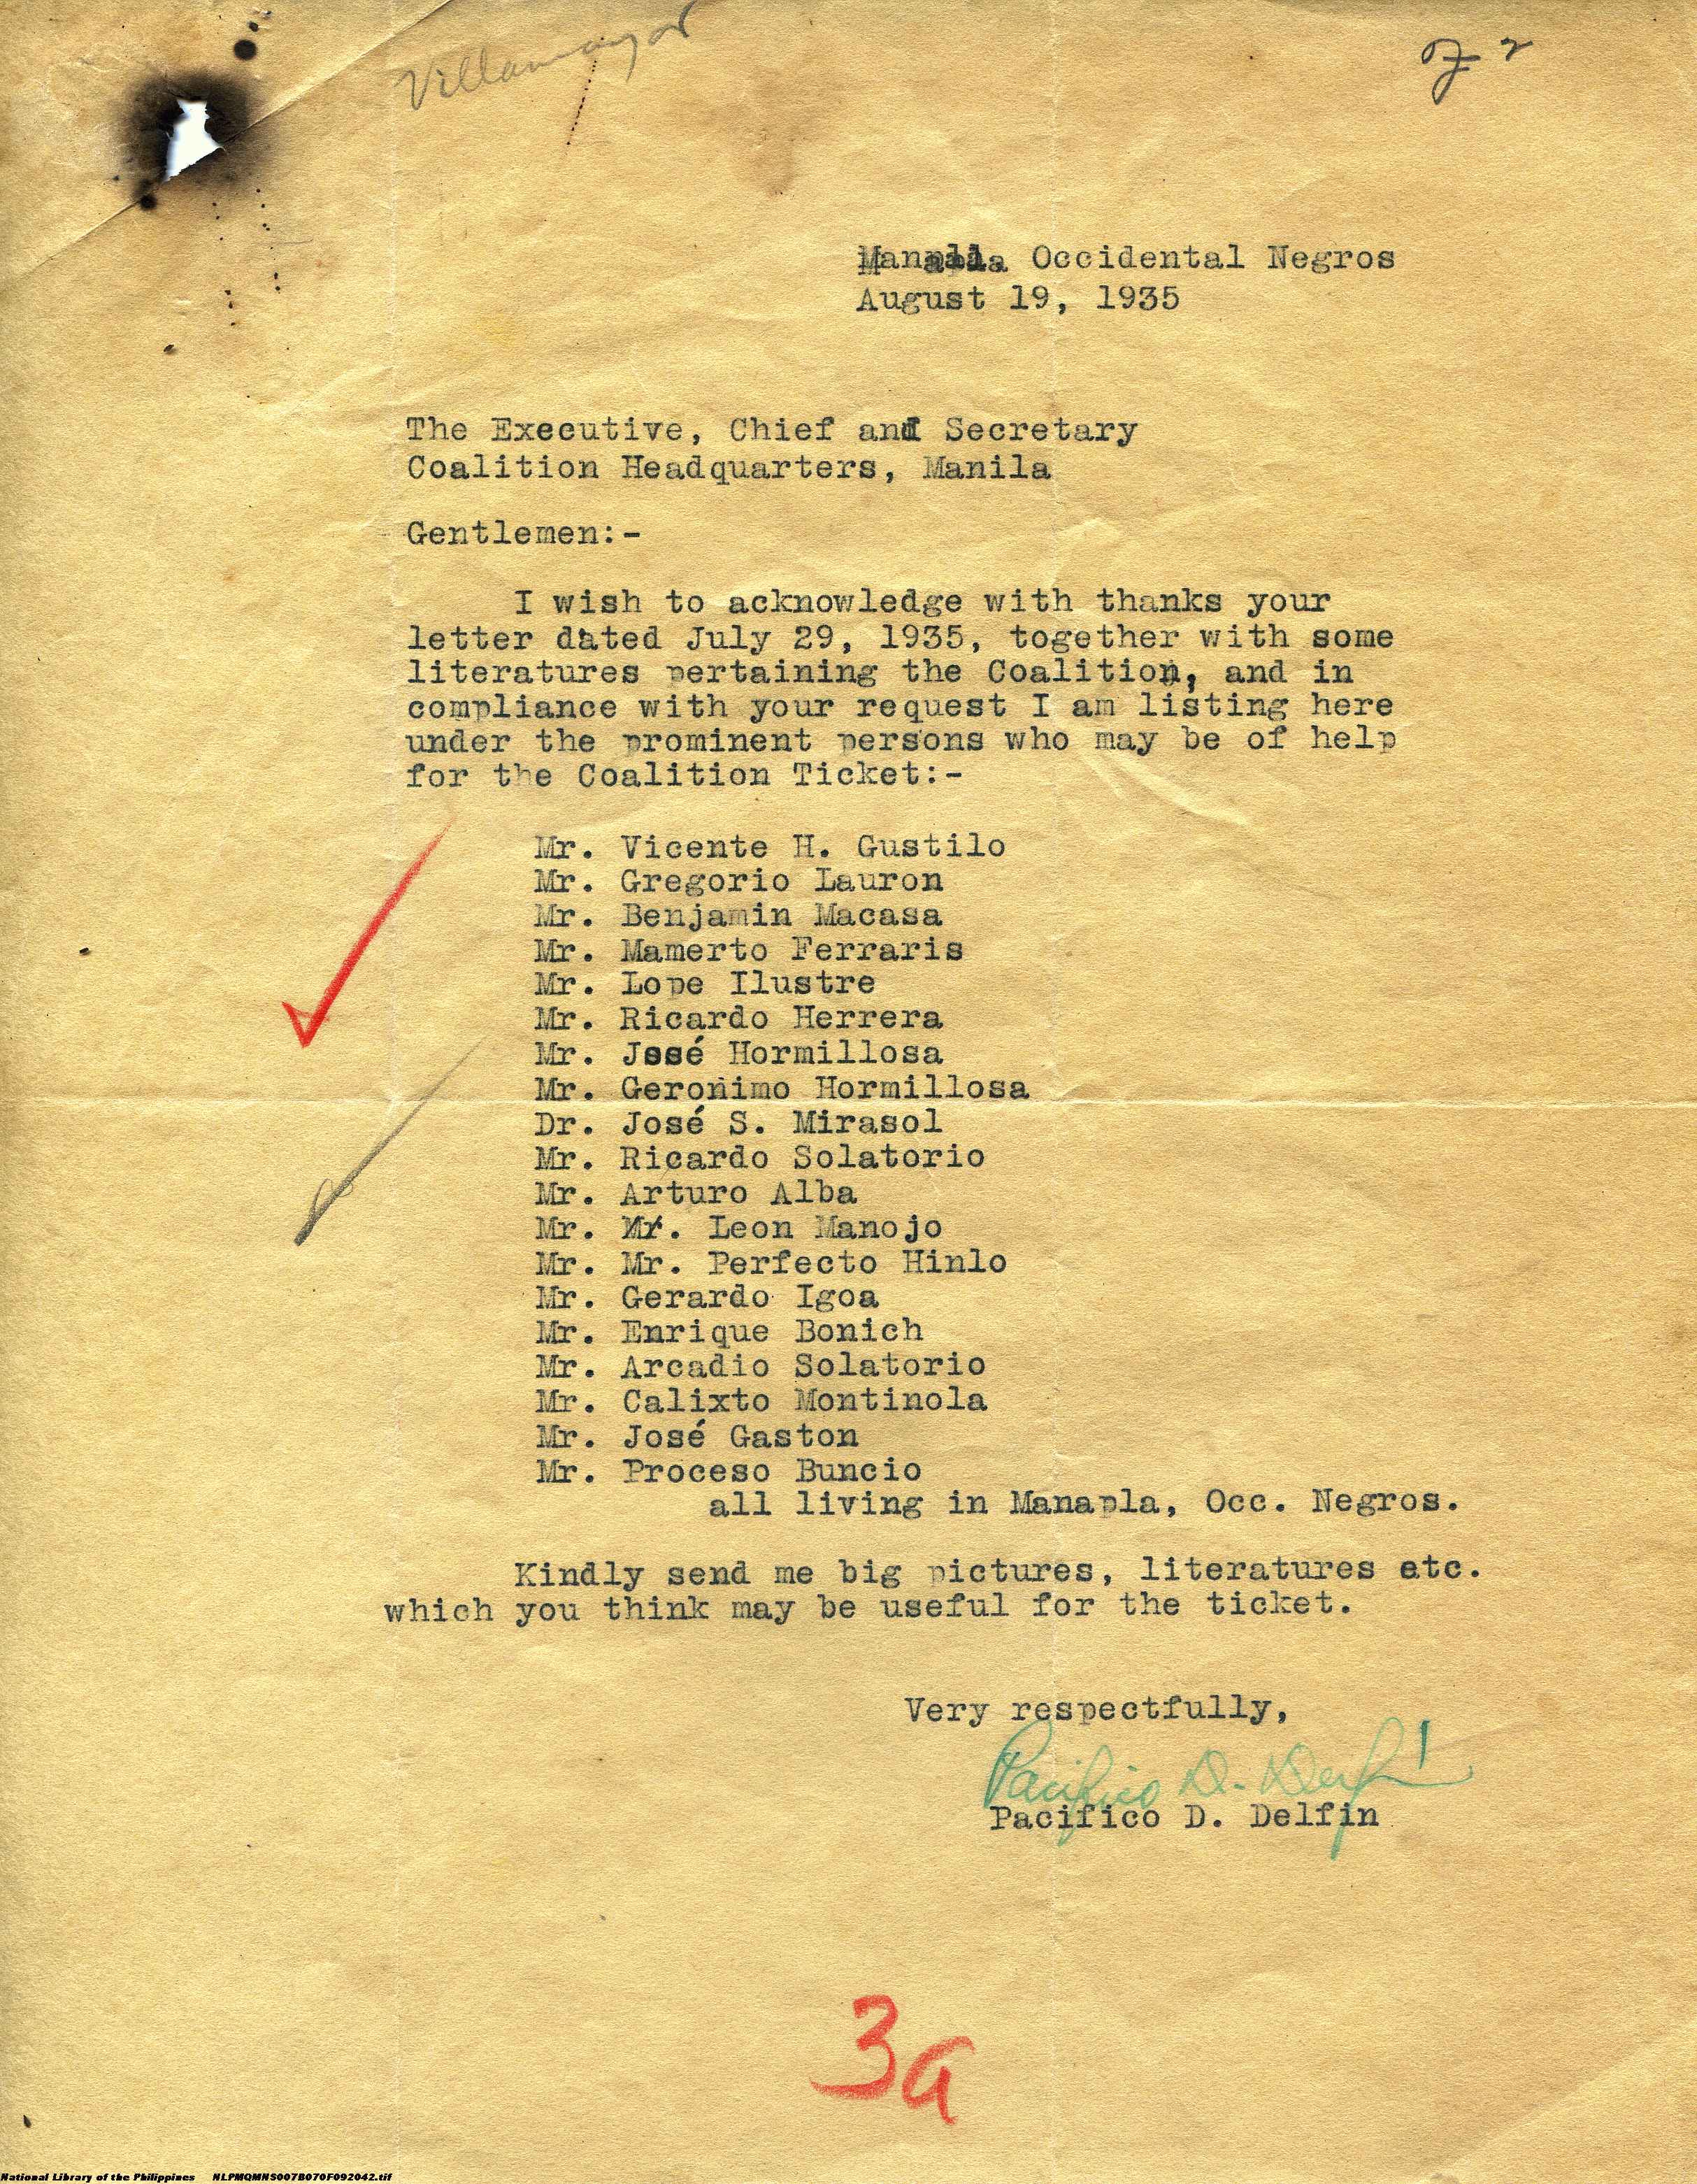 Villamayor
Manapla Occidental Negros
August 19, 1935
The Executive, Chief and Secretary
Coalition Headquarters, Manila
Gentlemen:-
I wish to acknowledge with thanks your
letter dated July 29, 1935, together with some
literatures pertaining the Coalition, and in
compliance with your request I am listing here
under the prominent persons who may be of help
for the Coalition Ticket:-
Mr. Vicente H. Gustilo
Mr. Gregorio Lauron
Mr. Benjamin Macasa
Mr. Mamerto Ferraris
Mr. Lope Ilustre
Mr. Ricardo Herrera
Mr. José Hormillosa
Mr. Geronimo Hormillosa
Dr. José S. Mirasol
Mr. Ricardo Solatorio
Mr. Arturo Alba
Mr. Mr. Leon Manojo
Mr. Mr. Perfecto Hinlo
Mr. Gerardo Igoa
Mr. Enrique Bonich
Mr. Arcadio Solatorio
Mr. Calixto Montinola
Mr. José Gaston
Mr. Proceso Buncio
all living in Manapla, Occ. Negros.
Kindly send me big pictures, literatures etc.
which you think may be useful for the ticket.
Very respectfully,
Pacifico D. Delfin
Pacifico D. Delfin
3a
National Library of the Philippines NLPMQMNS007B070F092042.tif